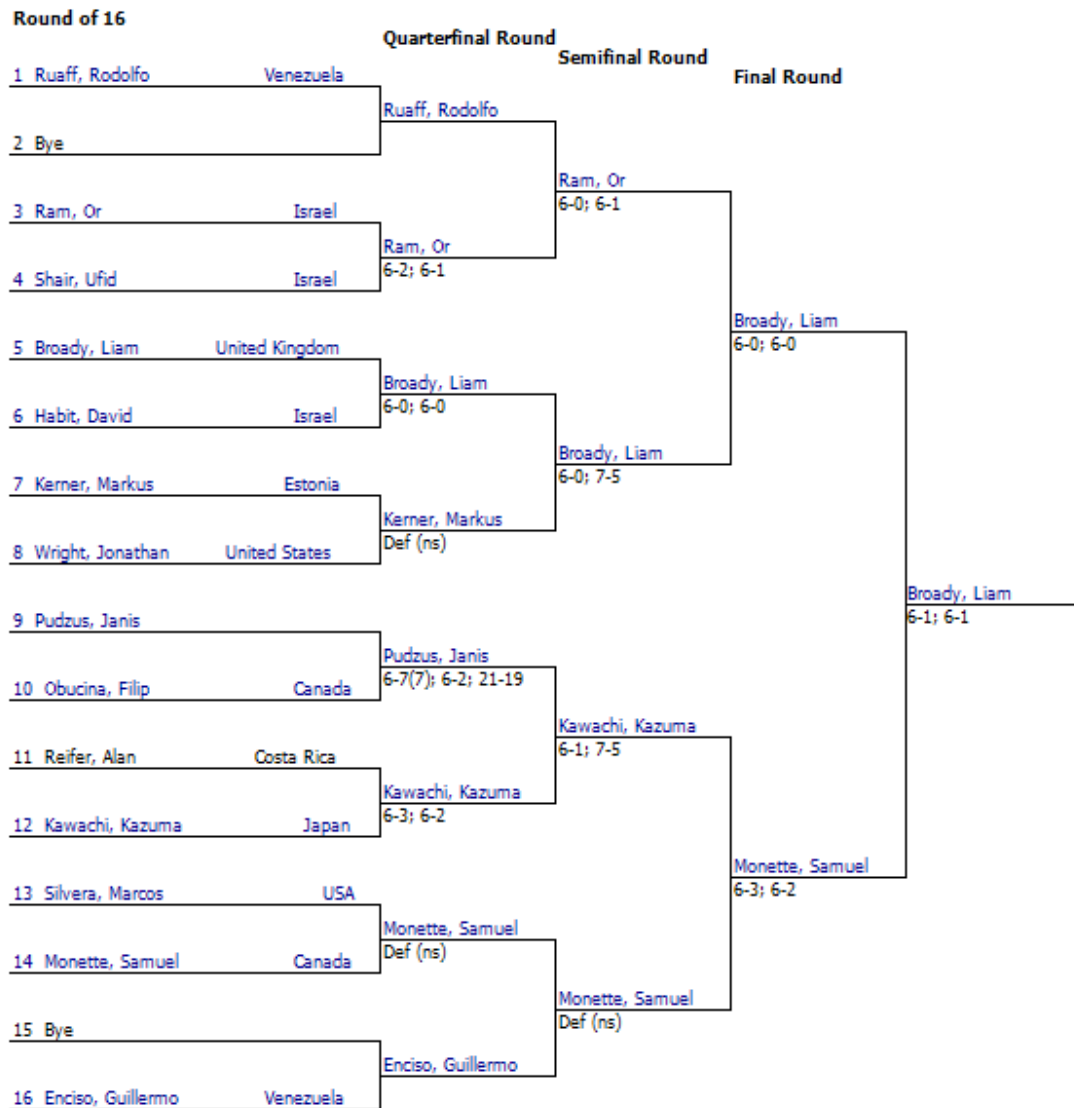 Round of 16
Quarterfinal Round
Semifinal Round
Final Round
1 Ruaff, Rodolfo Venezuela
Ruaff, Rodolfo
2 Bye
Ram, Or
6-0; 6-1
3 Ram, Or Israel
Ram, Or
6-2; 6-1
4 Shair, Ufid Israel
Broady, Liam
6-0; 6-0
5 Broady, Liam United Kingdom
Broady, Liam
6-0; 6-0
6 Habit, David Israel
Broady, Liam
6-0; 7-5
7 Kerner, Markus Estonia
Kerner, Markus
Def (ns)
8 Wright, Jonathan United States
Broady, Liam
6-1; 6-1
9 Pudzus, Janis
Pudzus, Janis
6-7(7); 6-2; 21-19
10 Obucina, Filip Canada
Kawachi, Kazuma
6-1; 7-5
11 Reifer, Alan Costa Rica
Kawachi, Kazuma
6-3; 6-2
12 Kawachi, Kazuma Japan
Monette, Samuel
6-3; 6-2
13 Silvera, Marcos USA
Monette, Samuel
Def (ns)
14 Monette, Samuel Canada
Monette, Samuel
Def (ns)
15 Bye
Enciso, Guillermo
16 Enciso, Guillermo Venezuela